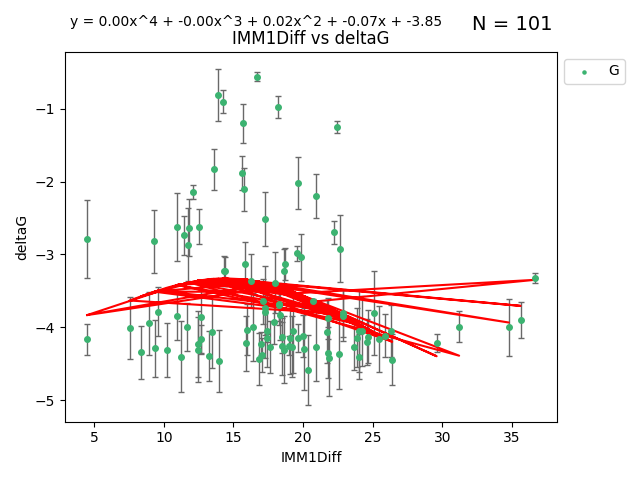 y = 0.00x^4 + -0.00x^3 + 0.02x^2 + -0.07x + -3.85
N = 101
IMM1Diff vs deltaG
G
deltaG
−1
−2
−3
−4
−5
5 10 15 20 25 30 35
IMM1Diff